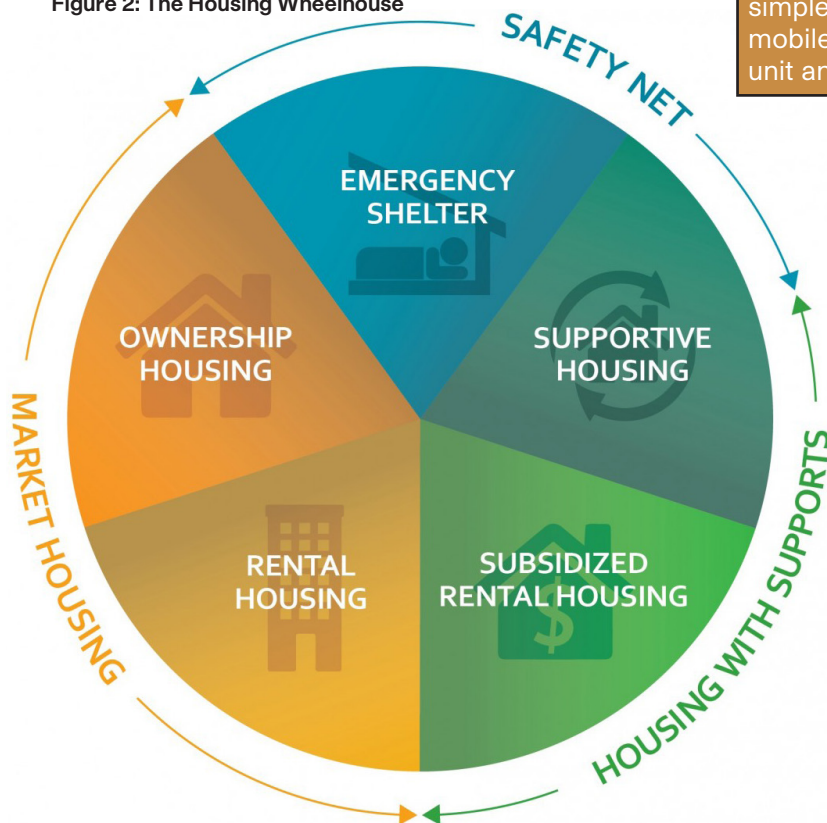 Figure 2: The Housing Wheelhouse
simple
mobile
unit an
SAFETY NET
EMERGENCY
SHELTER
OWNERSHIP
HOUSING
SUPPORTIVE
HOUSING
MARKET HOUSING
HOUSING WITH SUPPORTS
RENTAL
HOUSING
SUBSIDIZED
RENTAL HOUSING
$